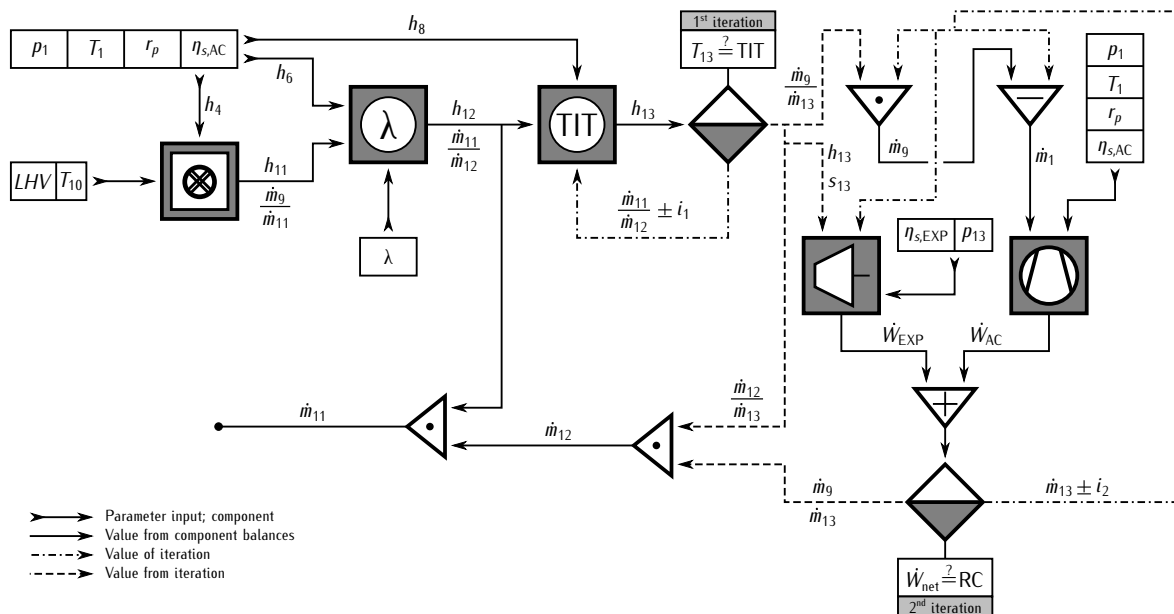 p₁ T₁ rₚ ηs,AC
h₈
h₆
h₄
LHV T₁₀
h₁₁
ṁ₉
ṁ₁₁
λ
h₁₂
ṁ₁₁
ṁ₁₂
λ
TIT
h₁₃
1st iteration
T₁₃ ≟ TIT
ṁ₁₁
ṁ₁₂ ± i₁
ṁ₉
ṁ₁₃
h₁₃
s₁₃
ṁ₉
ṁ₁
p₁
T₁
rₚ
ηs,AC
ηs,EXP p₁₃
ẆEXP
ẆAC
ṁ₁₂
ṁ₁₃
ṁ₁₁
ṁ₁₂
ṁ₉
ṁ₁₃
ṁ₁₃ ± i₂
Ẇnet ≟ RC
2nd iteration
Parameter input; component
Value from component balances
Value of iteration
Value from iteration